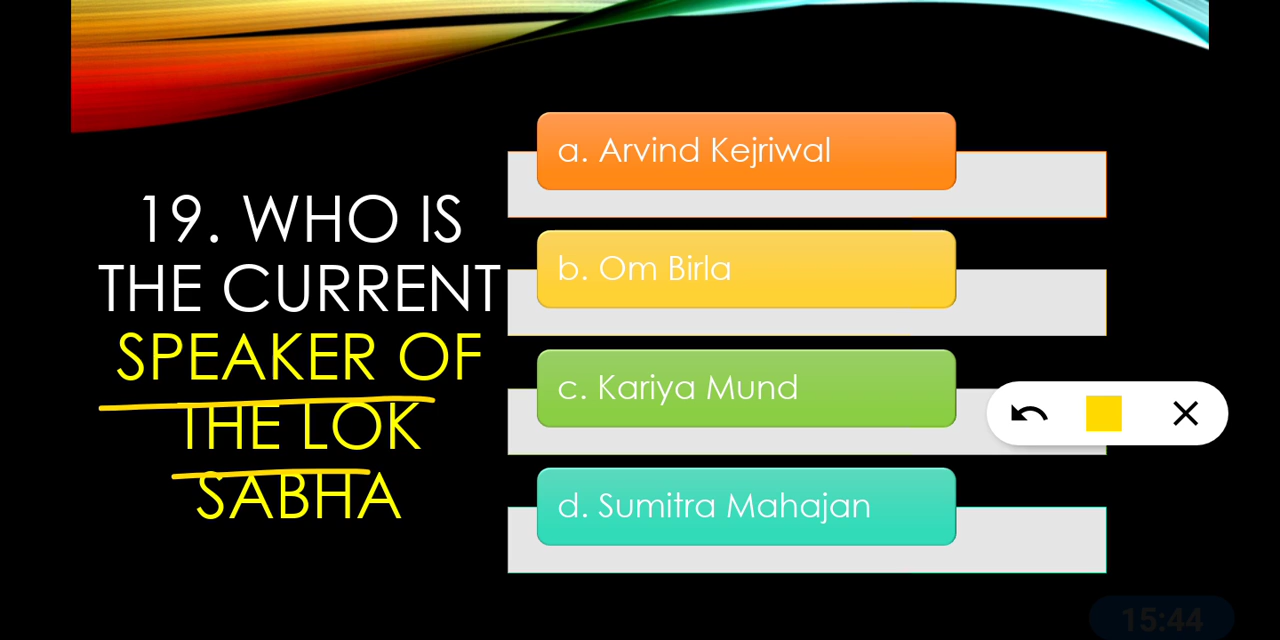 19. WHO IS
THE CURRENT
SPEAKER OF
THE LOK
SABHA
a. Arvind Kejriwal
b. Om Birla
c. Kariya Mund
d. Sumitra Mahajan
15:44